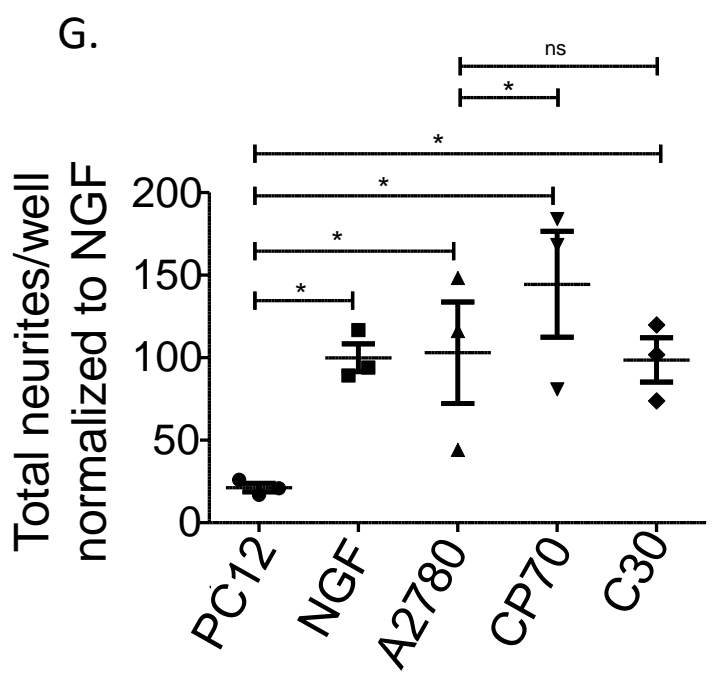 G.
ns
*
*
*
*
*
Total neurites/well
normalized to NGF
200
150
100
50
0
PC12
NGF
A2780
CP70
C30